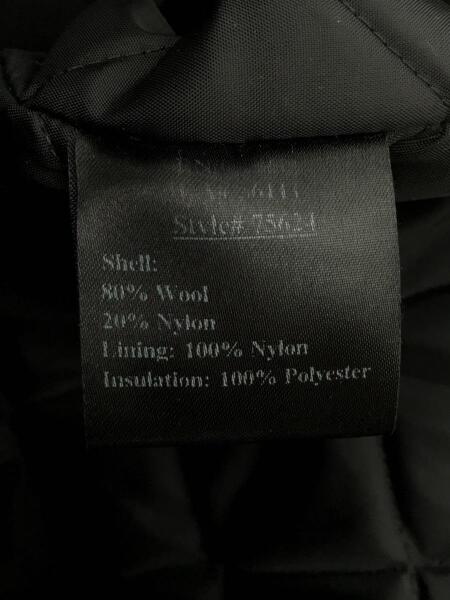 Style# 75624
Shell:
80% Wool
20% Nylon
Lining: 100% Nylon
Insulation: 100% Polyester